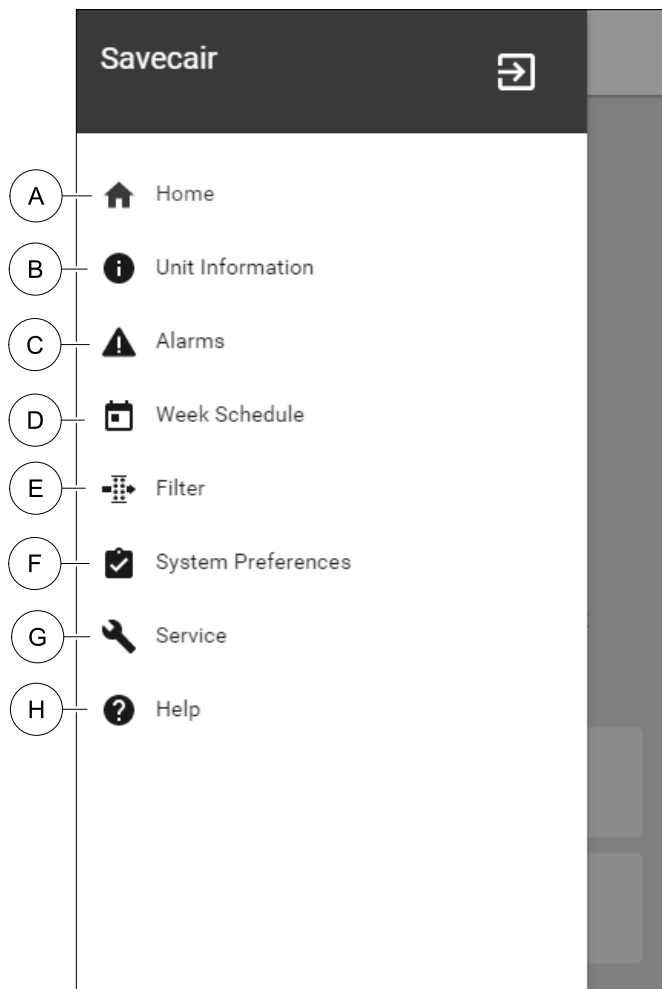 Savecair
A Home
B Unit Information
C Alarms
D Week Schedule
E Filter
F System Preferences
G Service
H Help